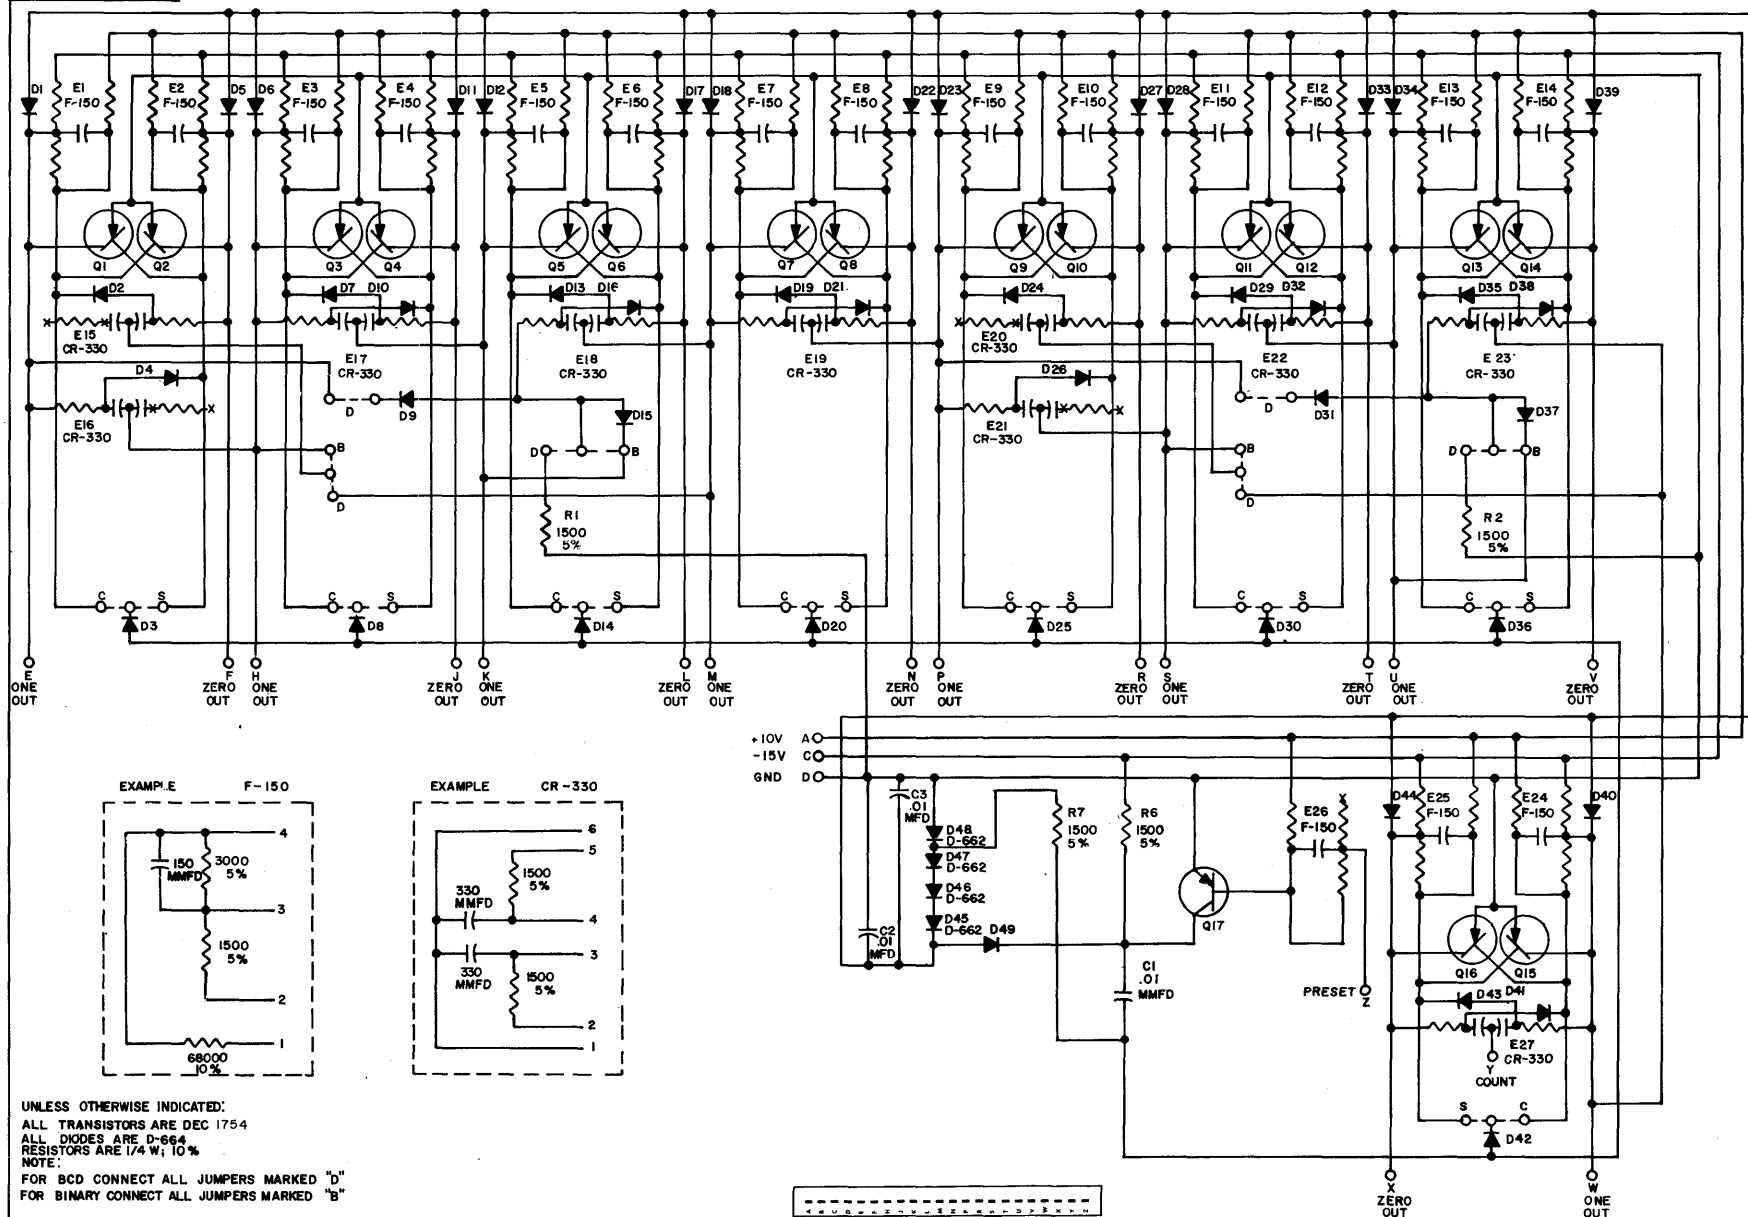 D1 E1 F-150 E2 F-150 D5 D6 E3 F-150 E4 F-150 D11 D12 E5 F-150 E6 F-150 D17 D18 E7 F-150 E8 F-150 D22 D23 E9 F-150 E10 F-150 D27 D28 E11 F-150 E12 F-150 D33 D34 E13 F-150 E14 F-150 D39
Q1 Q2 Q3 Q4 Q5 Q6 Q7 Q8 Q9 Q10 Q11 Q12 Q13 Q14
D2 D7 D10 D13 D16 D19 D21 D24 D29 D32 D35 D38
X X X X
E15 CR-330 E17 CR-330 E18 CR-330 E19 CR-330 E20 CR-330 E22 CR-330 E23 CR-330
D4 D26
X X X X
E16 CR-330 E21 CR-330
D D9 D15 D D31 D37
B D B B D B
D D
R1 1500 5%
R2 1500 5%
C S C S C S C S C S C S C S
D3 D8 D14 D20 D25 D30 D36
E ONE OUT
F ZERO OUT
H ONE OUT
J ZERO OUT
K ONE OUT
L ZERO OUT
M ONE OUT
N ZERO OUT
P ONE OUT
R ZERO OUT
S ONE OUT
T ZERO OUT
U ONE OUT
V ZERO OUT
+10V A
-15V C
GND D
EXAMPLE F-150
4
150 MMFD
3000 5%
3
1500 5%
2
1
68000 10%
EXAMPLE CR-330
6
5
1500 5%
330 MMFD
4
3
330 MMFD
1500 5%
2
1
C3 .01 MFD
D48 D-662
D47 D-662
D46 D-662
D45 D-662
D49
C2 .01 MFD
R7 1500 5%
R6 1500 5%
C1 .01 MMFD
Q17
E26 F-150
X
PRESET Z
D44 E25 F-150 E24 F-150 D40
Q16 Q15
D43 D41
E27 CR-330
Y COUNT
S C
D42
X ZERO OUT
W ONE OUT
UNLESS OTHERWISE INDICATED:
ALL TRANSISTORS ARE DEC 1754
ALL DIODES ARE D-664
RESISTORS ARE 1/4 W; 10 %
NOTE:
FOR BCD CONNECT ALL JUMPERS MARKED "D"
FOR BINARY CONNECT ALL JUMPERS MARKED "B"
A B C D E F H J K L M N P R S T U V W X Y Z